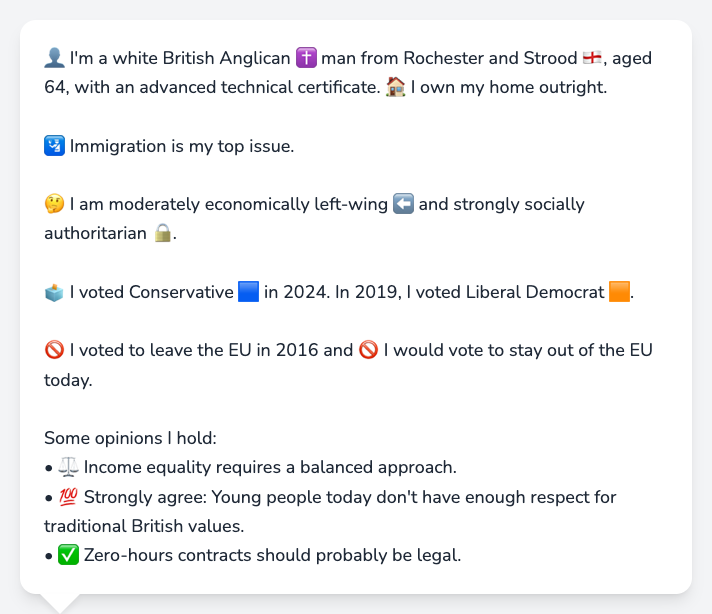 👤 I'm a white British Anglican ✝️ man from Rochester and Strood 🏴󠁧󠁢󠁥󠁮󠁧󠁿, aged
64, with an advanced technical certificate. 🏠 I own my home outright.
🛂 Immigration is my top issue.
🤔 I am moderately economically left-wing ⬅️ and strongly socially
authoritarian 🔒.
🗳️ I voted Conservative 🟦 in 2024. In 2019, I voted Liberal Democrat 🟧.
🚫 I voted to leave the EU in 2016 and 🚫 I would vote to stay out of the EU
today.
Some opinions I hold:
• ⚖️ Income equality requires a balanced approach.
• 💯 Strongly agree: Young people today don't have enough respect for
traditional British values.
• ✅ Zero-hours contracts should probably be legal.